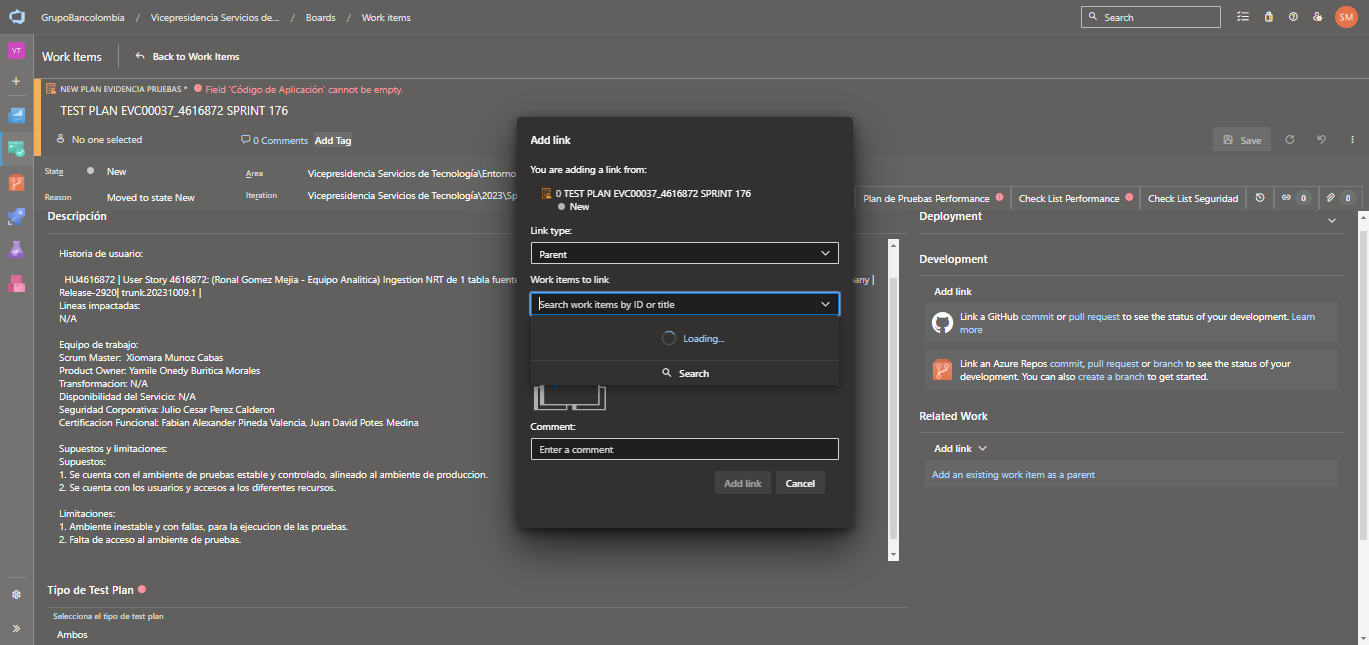 GrupoBancolombia / Vicepresidencia Servicios de... / Boards / Work items
Search
SM
VT
Work Items
Back to Work Items
NEW PLAN EVIDENCIA PRUEBAS * Field 'Código de Aplicación' cannot be empty.
TEST PLAN EVC00037_4616872 SPRINT 176
No one selected
0 Comments
Add Tag
Save
State
New
Area
Vicepresidencia Servicios de Tecnología\Entorno
Reason
Moved to state New
Iteration
Vicepresidencia Servicios de Tecnología\2023\Sp
Plan de Pruebas Performance
Check List Performance
Check List Seguridad
0
0
Descripción
Historia de usuario:
HU4616872 | User Story 4616872: (Ronal Gomez Mejia - Equipo Analitica) Ingestion NRT de 1 tabla fuente
any |
Release-2920| trunk.20231009.1 |
Lineas impactadas:
N/A
Equipo de trabajo:
Scrum Master: Xiomara Munoz Cabas
Product Owner: Yamile Onedy Buritica Morales
Transformacion: N/A
Disponibilidad del Servicio: N/A
Seguridad Corporativa: Julio Cesar Perez Calderon
Certificacion Funcional: Fabian Alexander Pineda Valencia, Juan David Potes Medina
Supuestos y limitaciones:
Supuestos:
1. Se cuenta con el ambiente de pruebas estable y controlado, alineado al ambiente de produccion.
2. Se cuenta con los usuarios y accesos a los diferentes recursos.
Limitaciones:
1. Ambiente inestable y con fallas, para la ejecucion de las pruebas.
2. Falta de acceso al ambiente de pruebas.
Tipo de Test Plan
Selecciona el tipo de test plan
Ambos
Add link
You are adding a link from:
0 TEST PLAN EVC00037_4616872 SPRINT 176
New
Link type:
Parent
Work items to link
Search work items by ID or title
Loading...
Search
Comment:
Enter a comment
Add link
Cancel
Deployment
Development
Add link
Link a GitHub commit or pull request to see the status of your development. Learn
more
Link an Azure Repos commit, pull request or branch to see the status of your
development. You can also create a branch to get started.
Related Work
Add link
Add an existing work item as a parent